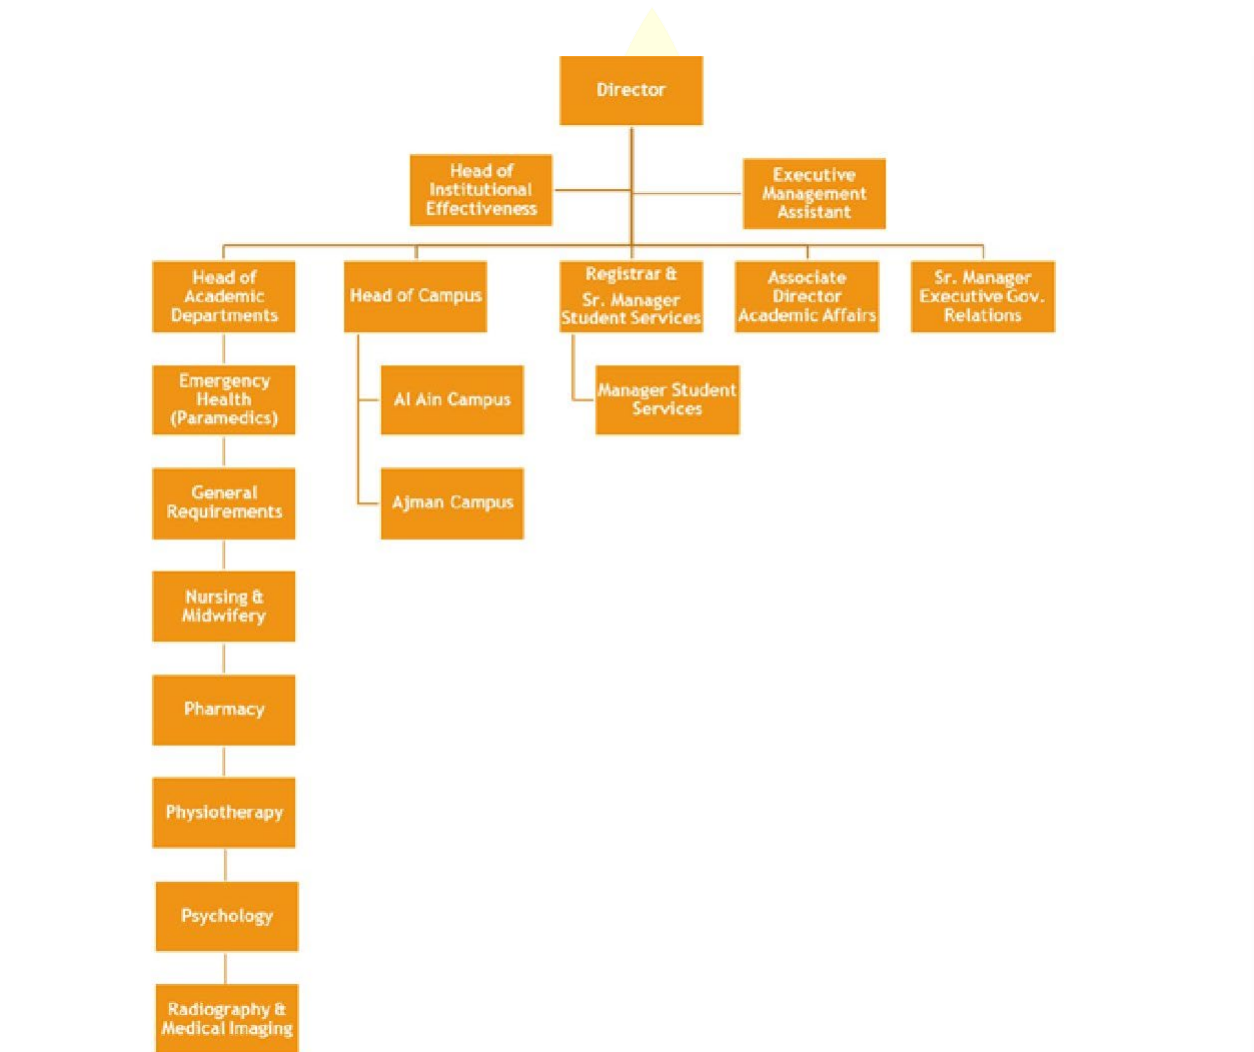 Director
Head of
Institutional
Effectiveness
Executive
Management
Assistant
Head of
Academic
Departments
Head of Campus
Registrar &
Sr. Manager
Student Services
Associate
Director
Academic Affairs
Sr. Manager
Executive Gov.
Relations
Emergency
Health
(Paramedics)
Al Ain Campus
Manager Student
Services
General
Requirements
Ajman Campus
Nursing &
Midwifery
Pharmacy
Physiotherapy
Psychology
Radiography &
Medical Imaging